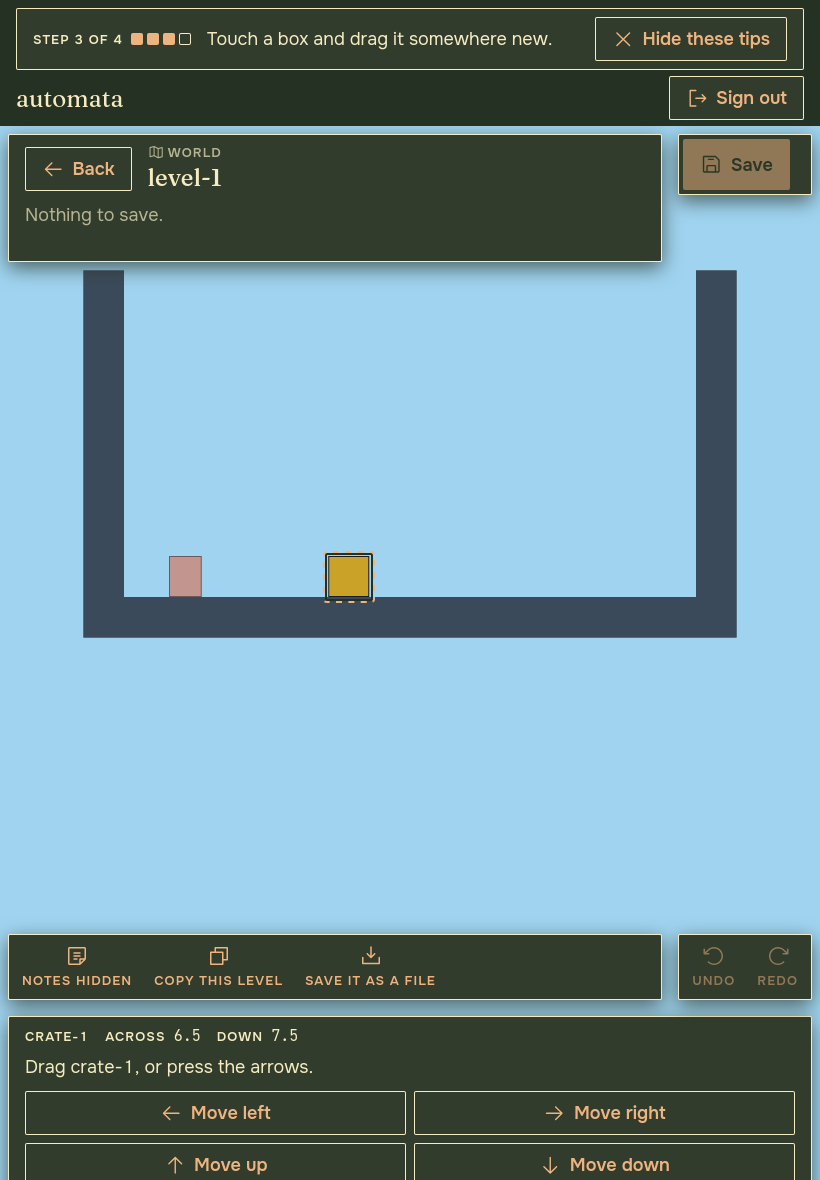 STEP 3 OF 4 Touch a box and drag it somewhere new. Hide these tips
automata Sign out
WORLD
Back level-1 Save
Nothing to save.
NOTES HIDDEN COPY THIS LEVEL SAVE IT AS A FILE UNDO REDO
CRATE-1 ACROSS 6.5 DOWN 7.5
Drag crate-1, or press the arrows.
Move left Move right
Move up Move down